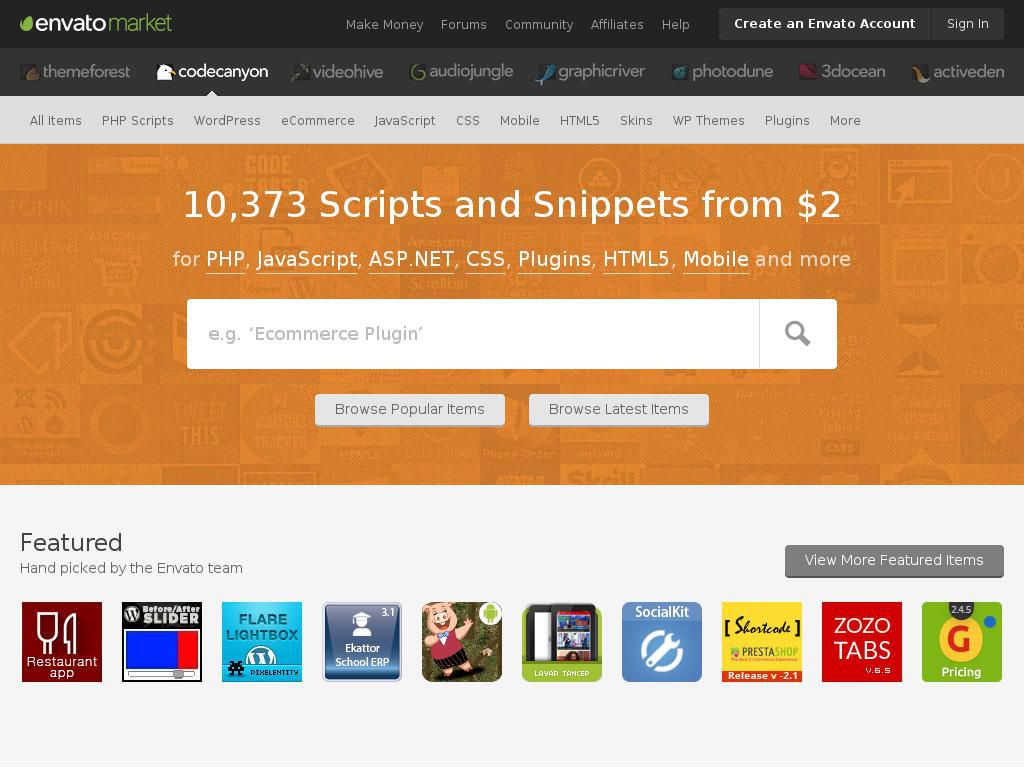 envatomarket
Make Money Forums Community Affiliates Help Create an Envato Account Sign In
themeforest codecanyon videohive audiojungle graphicriver photodune 3docean activeden
All Items PHP Scripts WordPress eCommerce JavaScript CSS Mobile HTML5 Skins WP Themes Plugins More
10,373 Scripts and Snippets from $2
for PHP, JavaScript, ASP.NET, CSS, Plugins, HTML5, Mobile and more
e.g. ‘Ecommerce Plugin’
Browse Popular Items Browse Latest Items
Featured
Hand picked by the Envato team
View More Featured Items
Restaurant
app
Before/After
SLIDER
FLARE
LIGHTBOX
PIXELENTITY
3.1
Ekattor
School ERP
LAYAR TANCEP
SocialKit
[ Shortcode ]
PRESTASHOP
Release v -2.1
ZOZO
TABS
V.6.5
2.4.5
G
Pricing